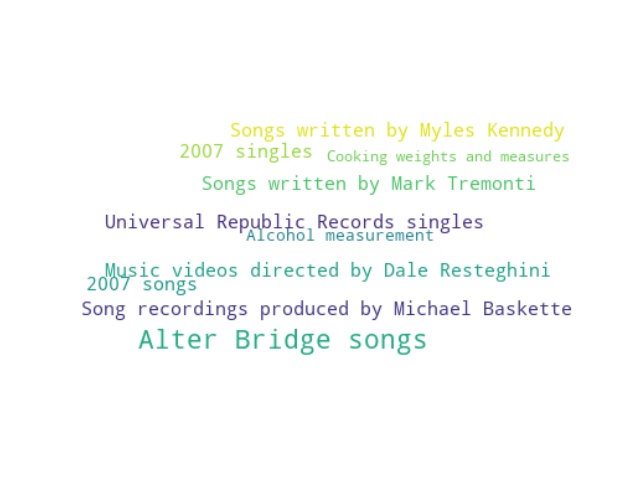 Songs written by Myles Kennedy
2007 singles
Cooking weights and measures
Songs written by Mark Tremonti
Universal Republic Records singles
Alcohol measurement
Music videos directed by Dale Resteghini
2007 songs
Song recordings produced by Michael Baskette
Alter Bridge songs